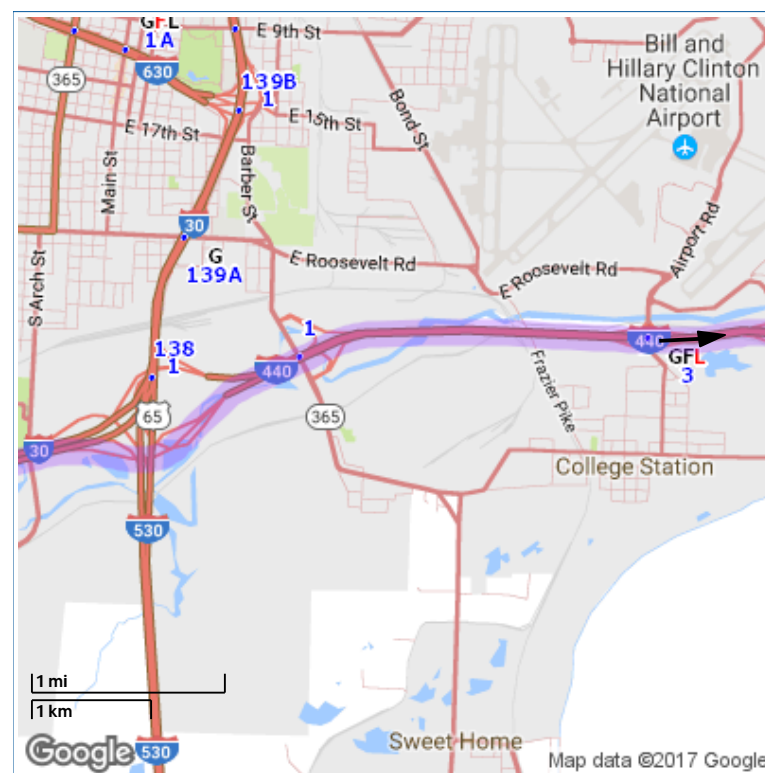 GFL
1A
E 9th St
630
365
139B
1
E 15th St
E 17th St
Bond St
Main St
Barber St
Bill and
Hillary Clinton
National
Airport
30
G
139A
E Roosevelt Rd
E Roosevelt Rd
Airport Rd
S Arch St
1
138
1
440
440
GFL
3
Frazier Pike
65
365
30
College Station
530
1 mi
1 km
Sweet Home
Google
530
Map data ©2017 Google